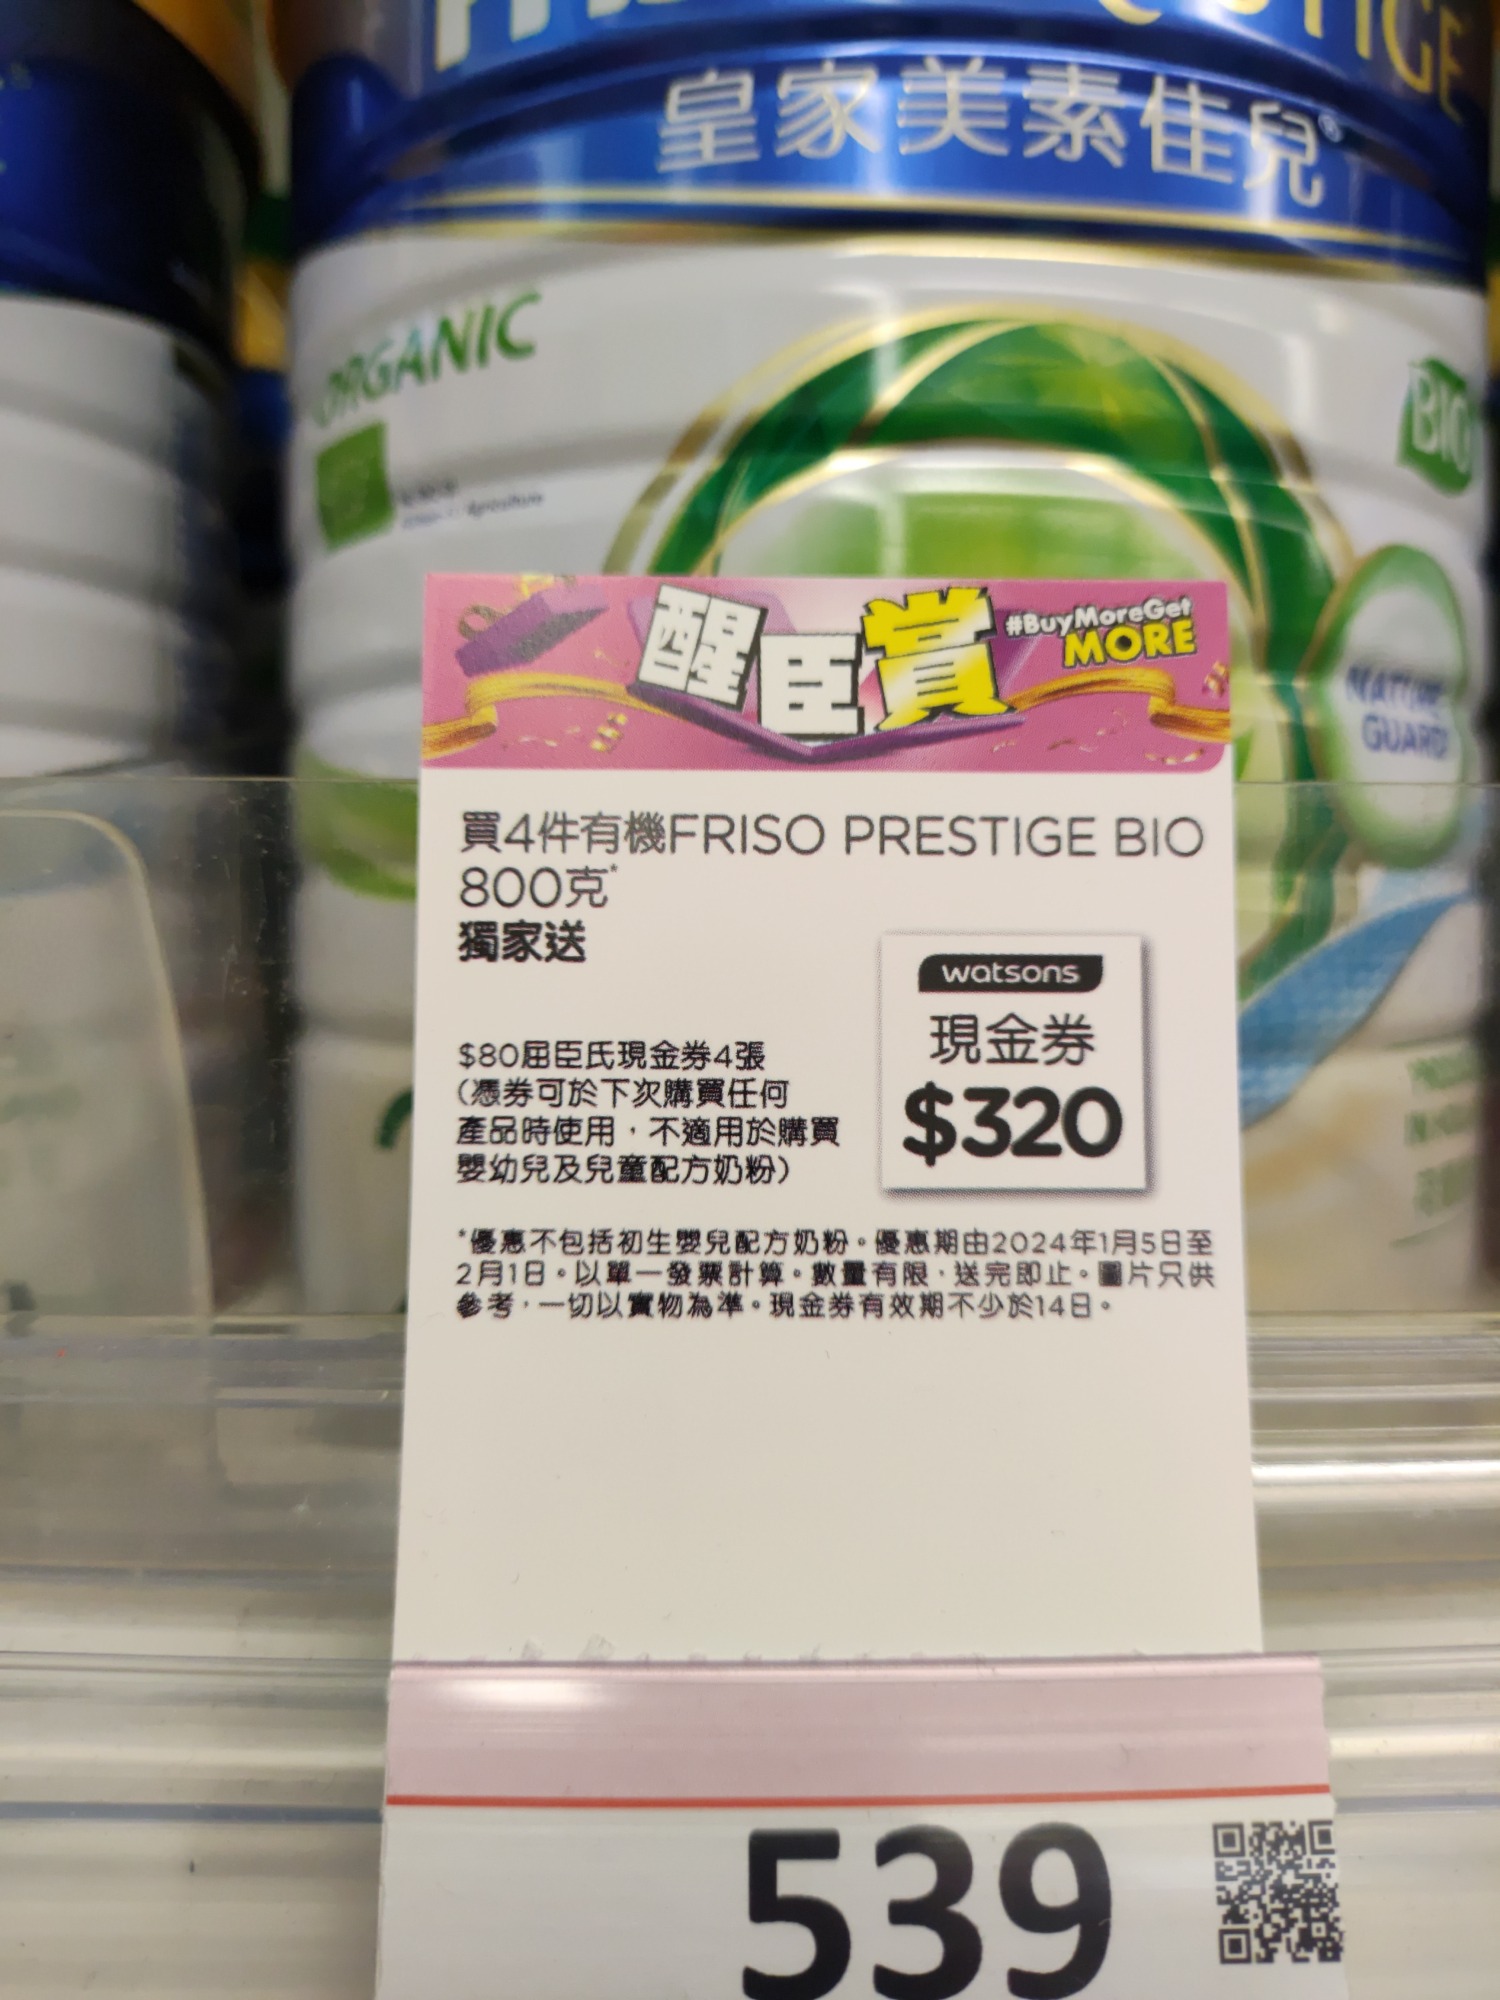 皇家美素佳兒®
ORGANIC
BIO
NATURE
GUARD
醒臣賞
#BuyMoreGet
MORE
買4件有機FRISO PRESTIGE BIO
800克*
獨家送
watsons
現金券
$320
$80屈臣氏現金券4張
(憑券可於下次購買任何
產品時使用，不適用於購買
嬰幼兒及兒童配方奶粉)
*優惠不包括初生嬰兒配方奶粉。優惠期由2024年1月5日至
2月1日。以單一發票計算。數量有限，送完即止。圖片只供
參考，一切以實物為準。現金券有效期不少於14日。
539